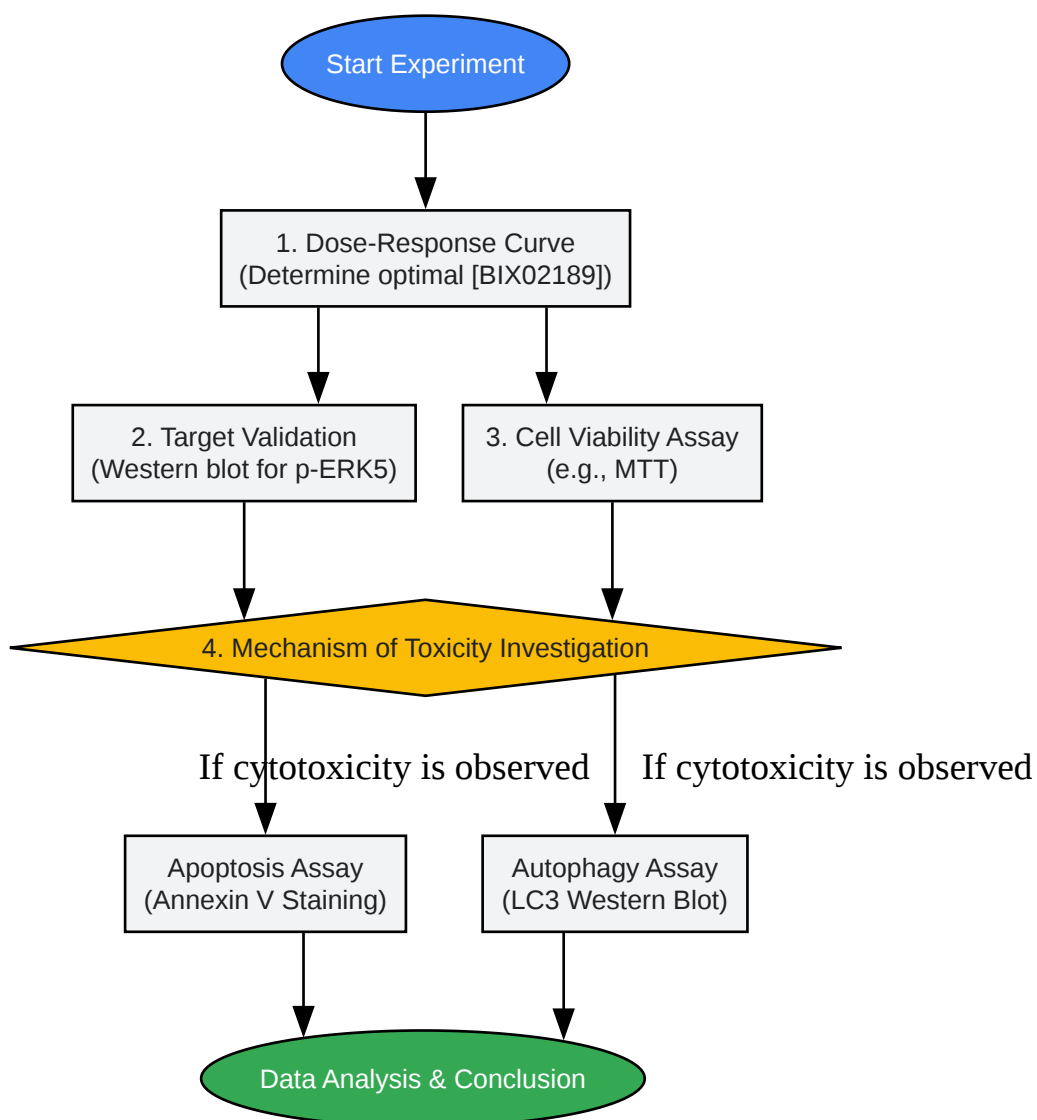 Start Experiment
1. Dose-Response Curve
(Determine optimal [BIX02189])
2. Target Validation
(Western blot for p-ERK5)
3. Cell Viability Assay
(e.g., MTT)
4. Mechanism of Toxicity Investigation
If cytotoxicity is observed
If cytotoxicity is observed
Apoptosis Assay
(Annexin V Staining)
Autophagy Assay
(LC3 Western Blot)
Data Analysis & Conclusion